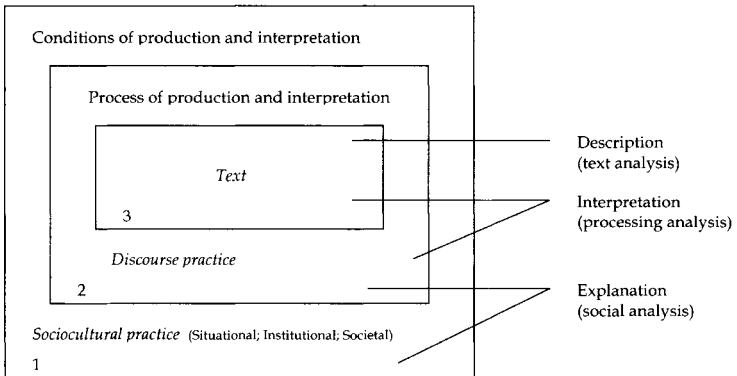 Conditions of production and interpretation
Process of production and interpretation
Text
3
Discourse practice
2
Sociocultural practice (Situational; Institutional; Societal)
1
Description
(text analysis)
Interpretation
(processing analysis)
Explanation
(social analysis)